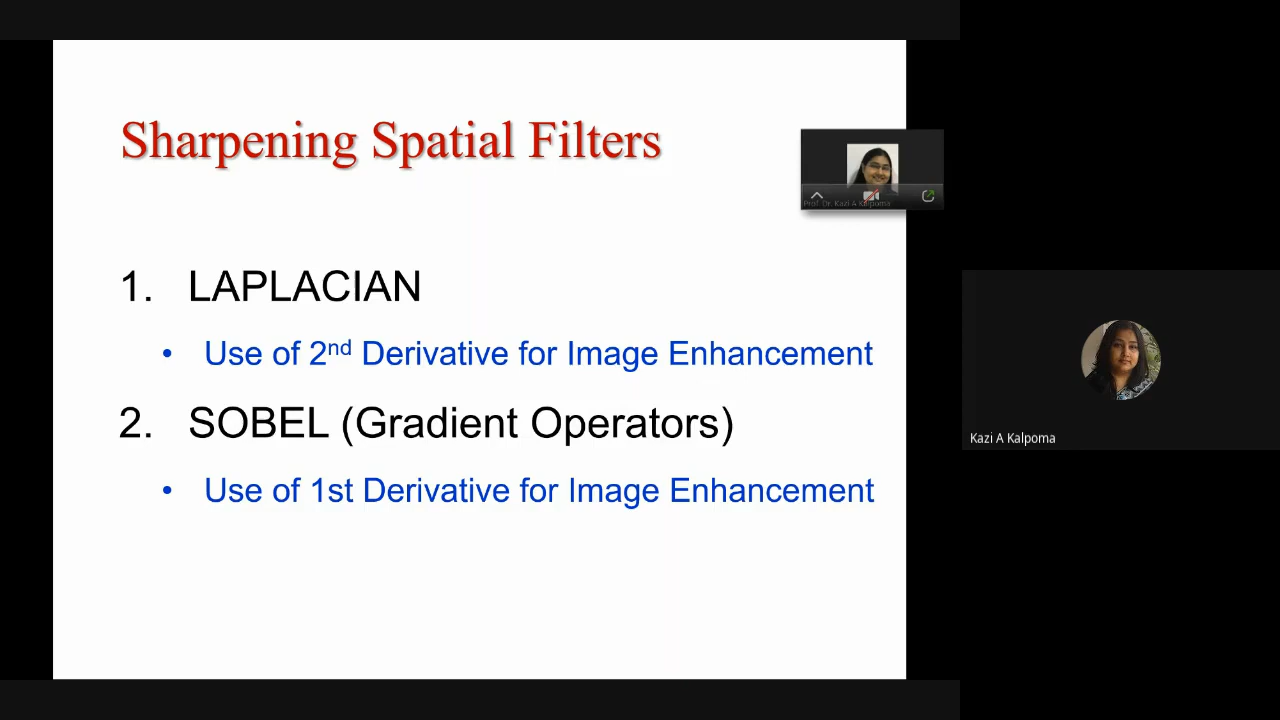 Sharpening Spatial Filters
Prof. Dr. Kazi A Kalpoma
1. LAPLACIAN
• Use of 2nd Derivative for Image Enhancement
2. SOBEL (Gradient Operators)
Kazi A Kalpoma
• Use of 1st Derivative for Image Enhancement